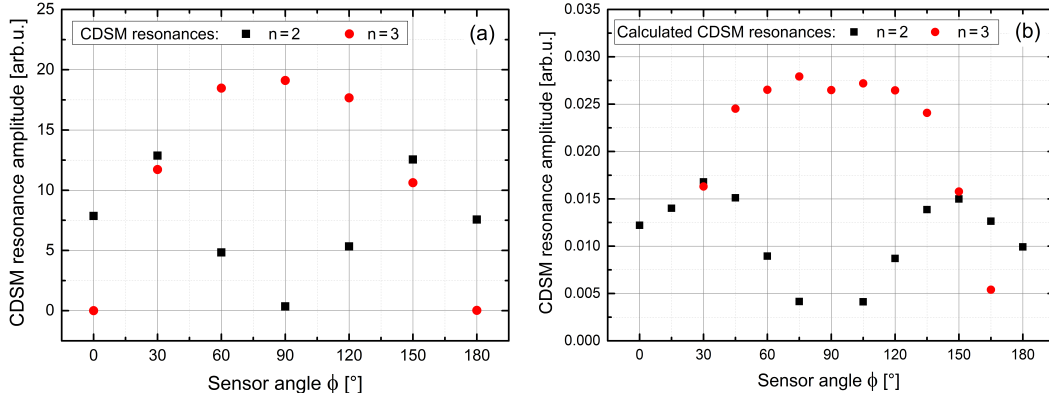 CDSM resonances: n = 2 n = 3 (a)
CDSM resonance amplitude [arb.u.]
25
20
15
10
5
0
0 30 60 90 120 150 180
Sensor angle ϕ [°]
Calculated CDSM resonances: n = 2 n = 3 (b)
CDSM resonance amplitude [arb.u.]
0.035
0.030
0.025
0.020
0.015
0.010
0.005
0.000
0 30 60 90 120 150 180
Sensor angle ϕ [°]